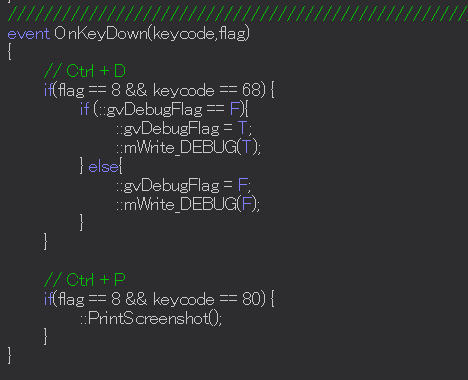 ////////////////////////////////////////////////////////////////
event OnKeyDown(keycode,flag)
{
// Ctrl + D
if(flag == 8 && keycode == 68) {
if (::gvDebugFlag == F){
::gvDebugFlag = T;
::mWrite_DEBUG(T);
} else{
::gvDebugFlag = F;
::mWrite_DEBUG(F);
}
}
// Ctrl + P
if(flag == 8 && keycode == 80) {
::PrintScreenshot();
}
}